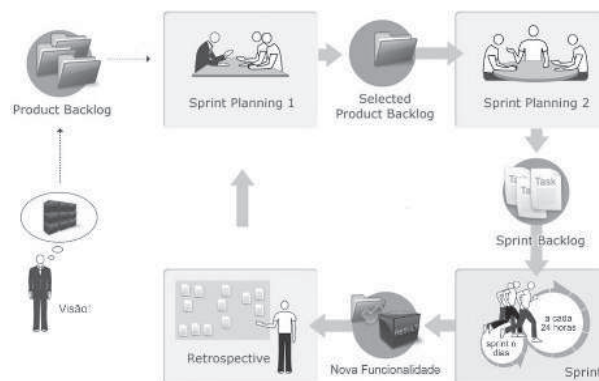 Product Backlog
Sprint Planning 1
Selected
Product Backlog
Sprint Planning 2
Task
Sprint Backlog
a cada
24 horas
sprint n
dias
Sprint
Nova Funcionalidade
Retrospective
Visão